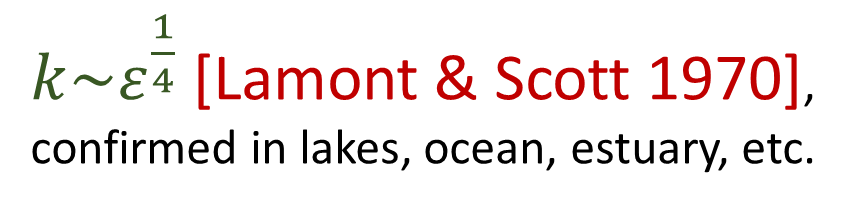 k~ε^{1/4} [Lamont & Scott 1970],
confirmed in lakes, ocean, estuary, etc.